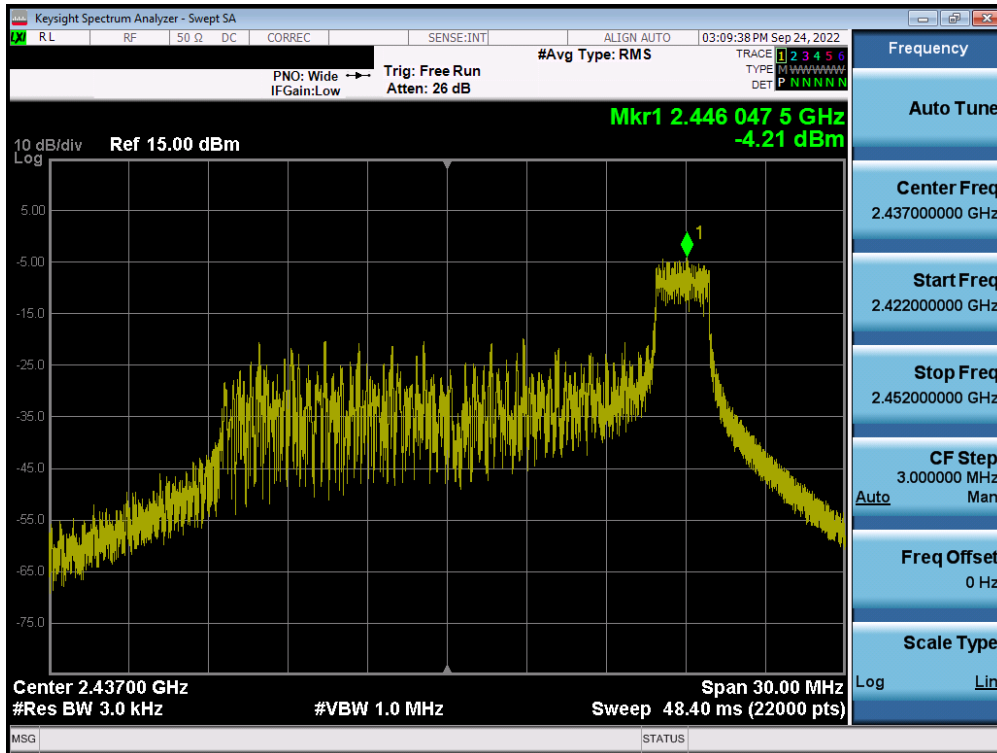 Keysight Spectrum Analyzer - Swept SA
LXI RL RF 50 Ω DC CORREC SENSE:INT ALIGN AUTO 03:09:38 PM Sep 24, 2022
Frequency
#Avg Type: RMS
TRACE 1 2 3 4 5 6
PNO: Wide Trig: Free Run
TYPE M WWWWW
IFGain:Low Atten: 26 dB
DET P N N N N N
Auto Tune
Mkr1 2.446 047 5 GHz
-4.21 dBm
10 dB/div Ref 15.00 dBm
Log
Center Freq
2.437000000 GHz
5.00
1
-5.00
Start Freq
2.422000000 GHz
-15.0
-25.0
Stop Freq
2.452000000 GHz
-35.0
-45.0
CF Step
3.000000 MHz
Auto Man
-55.0
Freq Offset
0 Hz
-65.0
-75.0
Scale Type
Log Lin
Center 2.43700 GHz Span 30.00 MHz
#Res BW 3.0 kHz #VBW 1.0 MHz Sweep 48.40 ms (22000 pts)
MSG STATUS